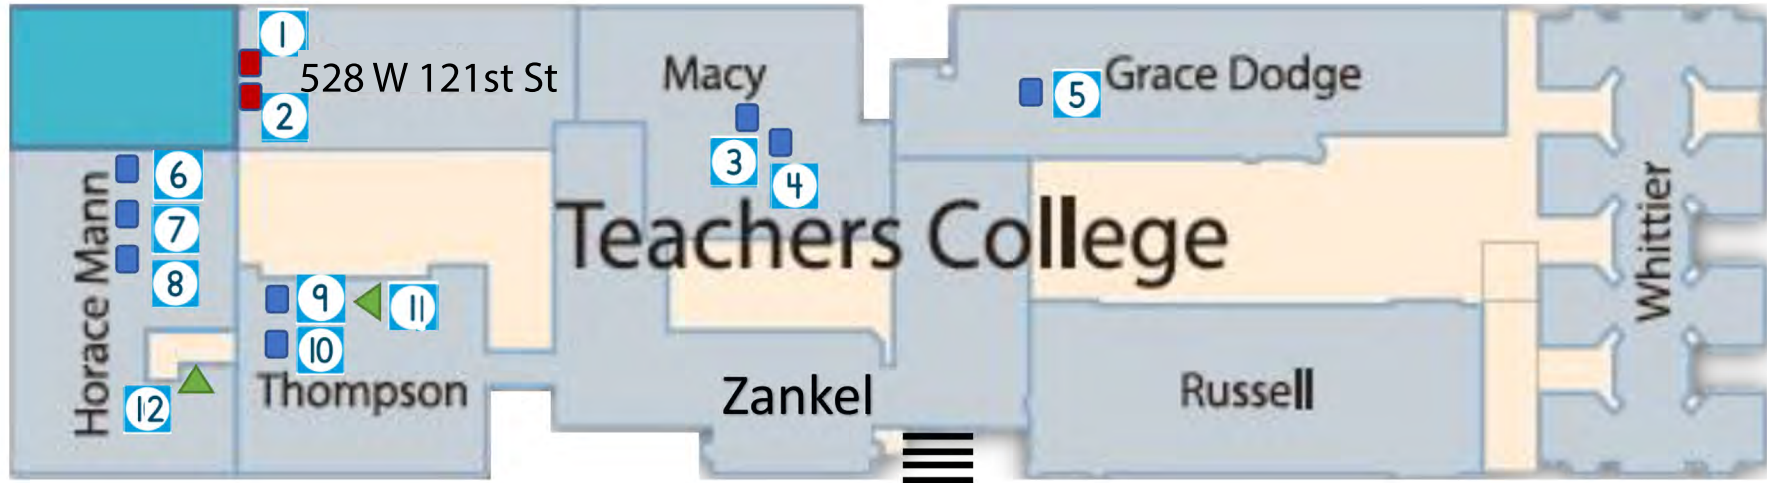 1
528 W 121st St
2
Macy
3
4
5
Grace Dodge
6
7
8
Horace Mann
Teachers College
Whittier
9
11
10
12
Thompson
Zankel
Russell